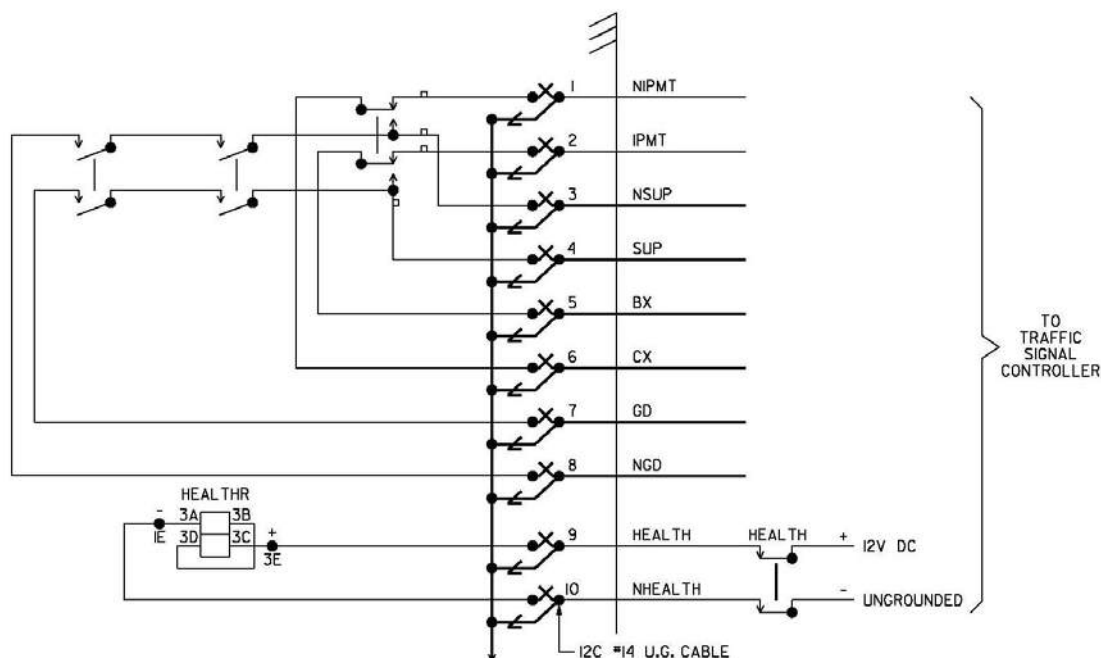 1 NIPMT
2 IPMT
3 NSUP
4 SUP
5 BX
6 CX
7 GD
8 NGD
TO
TRAFFIC
SIGNAL
CONTROLLER
HEALTHR
- 3A 3B
1E 3D 3C +
3E
9 HEALTH HEALTH + 12V DC
10 NHEALTH - UNGROUNDED
12C #14 U.G. CABLE